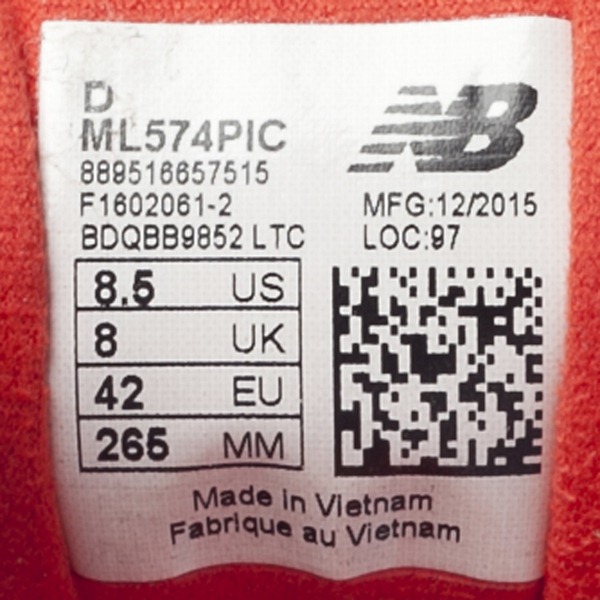 D
ML574PIC
889516657515
F1602061-2
BDQBB9852 LTC
NB
MFG:12/2015
LOC:97
8.5 US
8 UK
42 EU
265 MM
Made in Vietnam
Fabrique au Vietnam